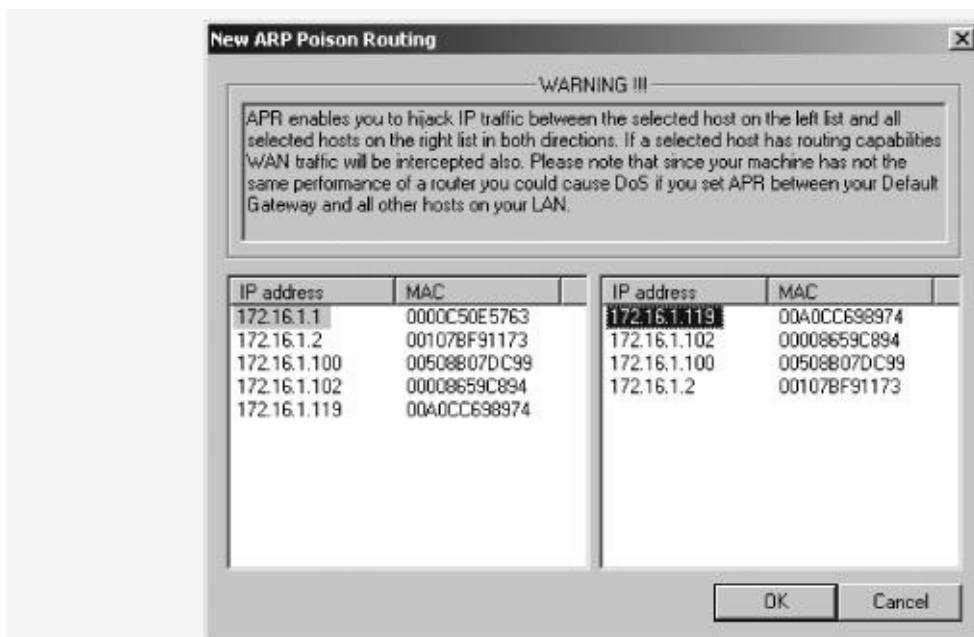 New ARP Poison Routing
WARNING !!!
APR enables you to hijack IP traffic between the selected host on the left list and all
selected hosts on the right list in both directions. If a selected host has routing capabilities
WAN traffic will be intercepted also. Please note that since your machine has not the
same performance of a router you could cause DoS if you set APR between your Default
Gateway and all other hosts on your LAN.
IP address MAC
172.16.1.1 0000C50E5763
172.16.1.2 00107BF91173
172.16.1.100 00508B07DC99
172.16.1.102 00008659C894
172.16.1.119 00A0CC698974
IP address MAC
172.16.1.119 00A0CC698974
172.16.1.102 00008659C894
172.16.1.100 00508B07DC99
172.16.1.2 00107BF91173
OK Cancel